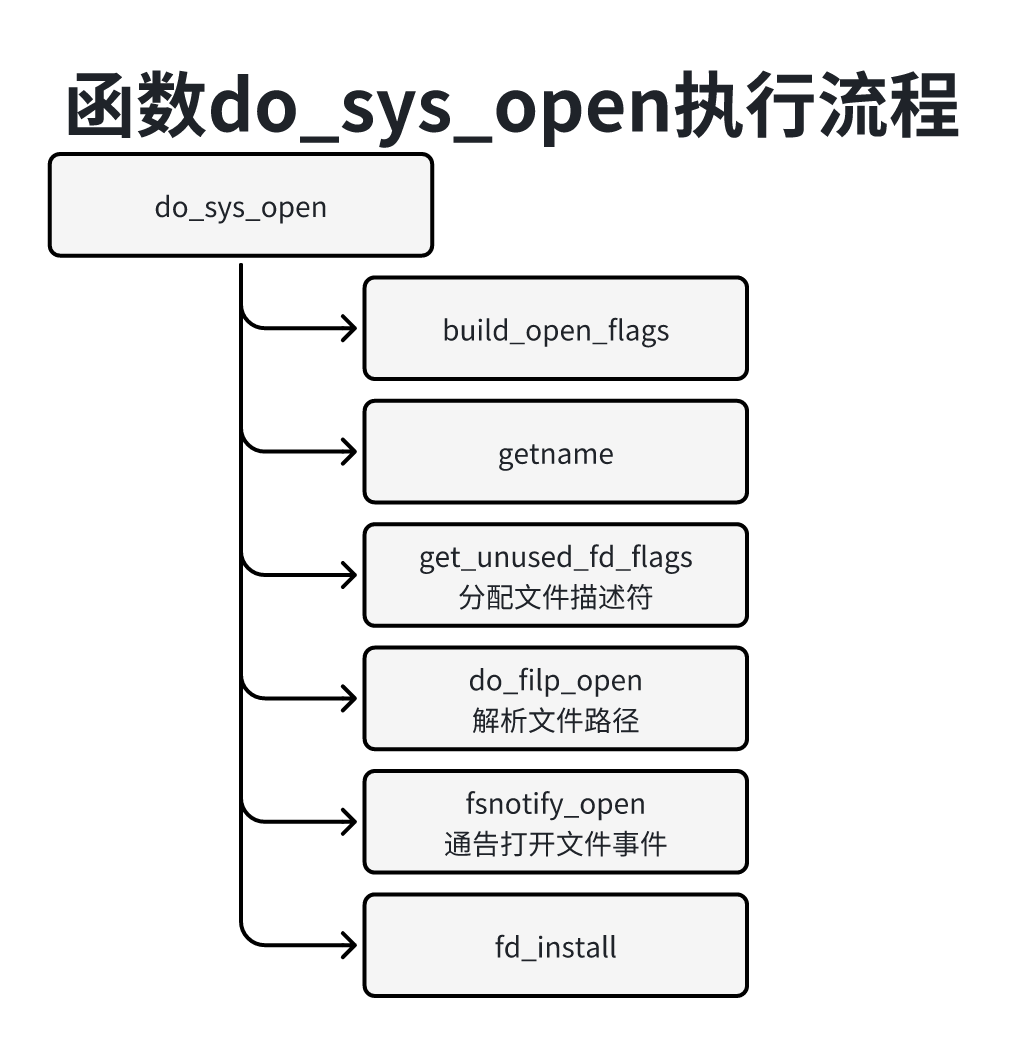 函数do_sys_open执行流程
do_sys_open
build_open_flags
getname
get_unused_fd_flags
分配文件描述符
do_filp_open
解析文件路径
fsnotify_open
通告打开文件事件
fd_install